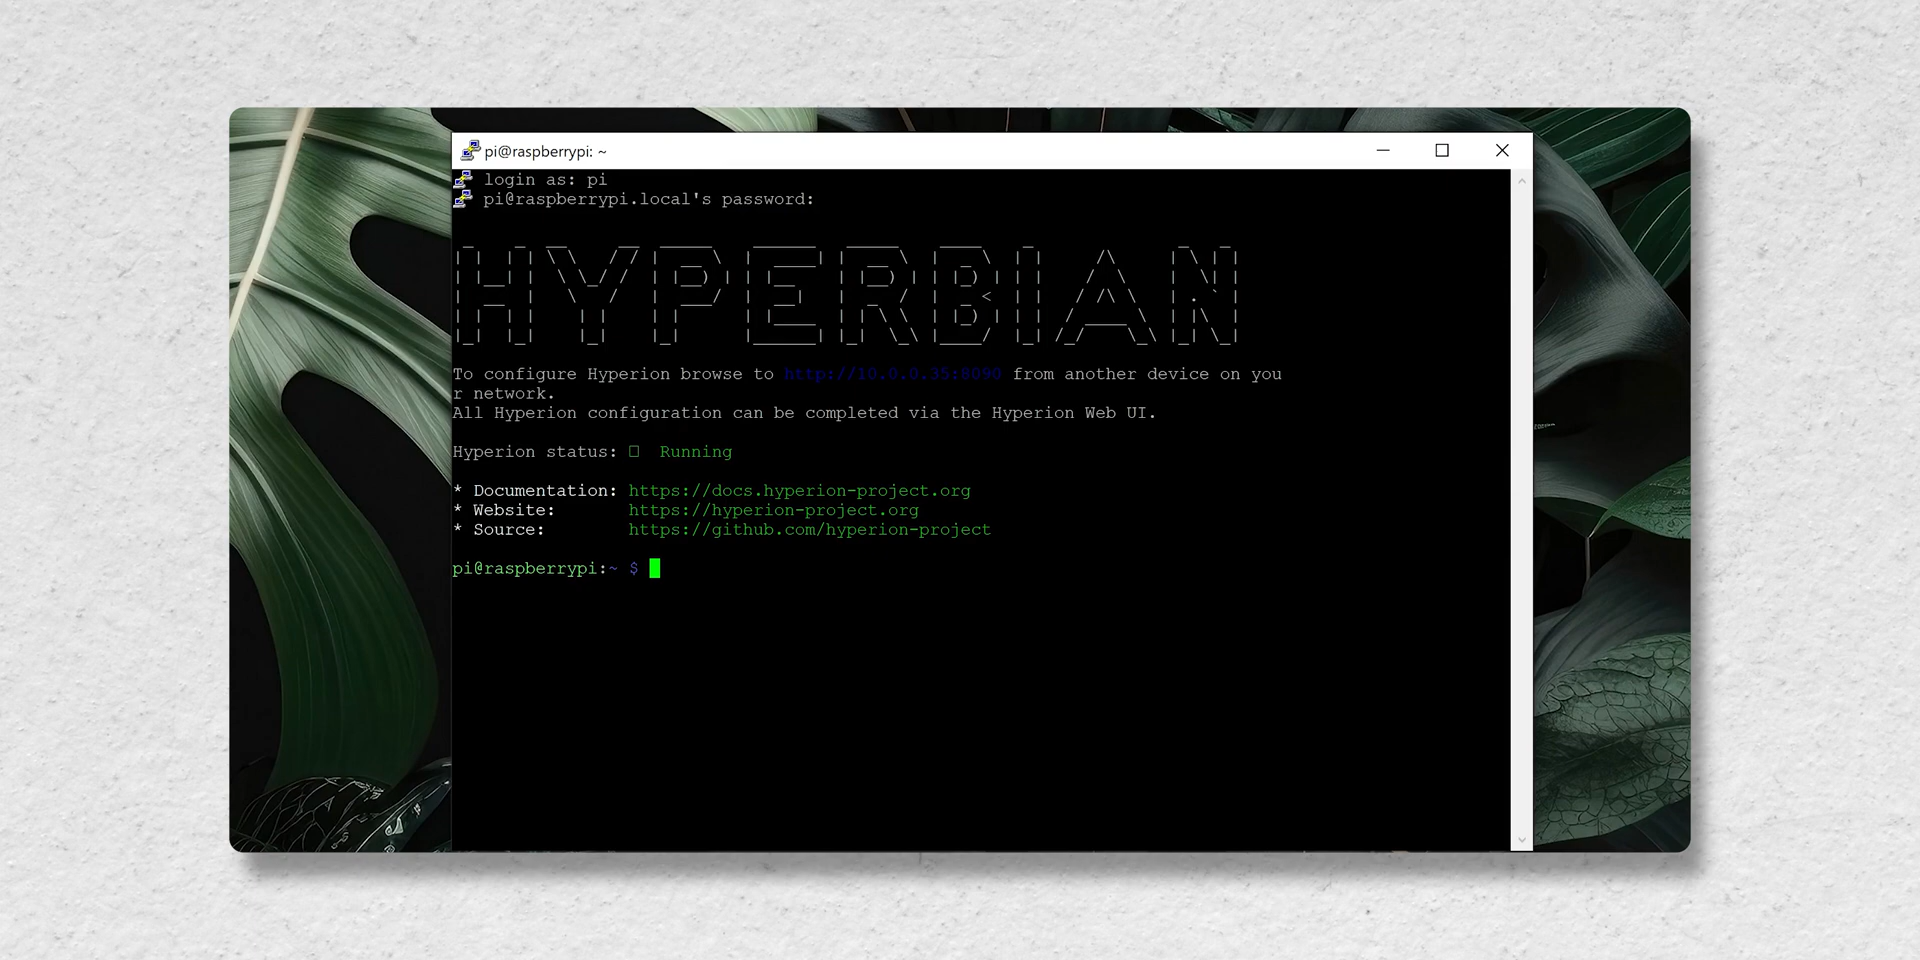 pi@raspberrypi: ~
login as: pi
pi@raspberrypi.local's password:
HYPERBIAN
To configure Hyperion browse to http://10.0.0.35:8090 from another device on you
r network.
All Hyperion configuration can be completed via the Hyperion Web UI.
Hyperion status: □  Running
* Documentation: https://docs.hyperion-project.org
* Website:       https://hyperion-project.org
* Source:        https://github.com/hyperion-project
pi@raspberrypi:~ $